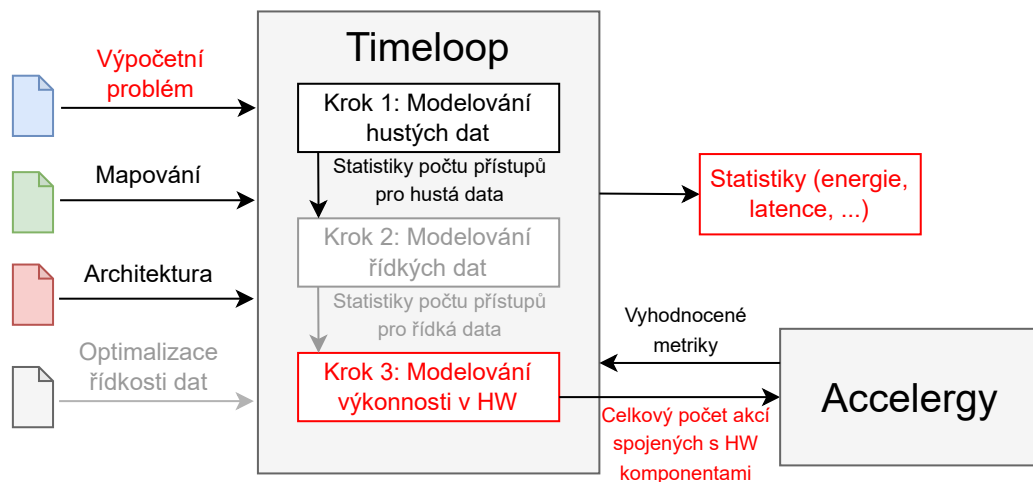 Výpočetní
problém
Mapování
Architektura
Optimalizace
řídkosti dat
Timeloop
Krok 1: Modelování
hustých dat
Statistiky počtu přístupů
pro hustá data
Krok 2: Modelování
řídkých dat
Statistiky počtu přístupů
pro řídká data
Krok 3: Modelování
výkonnosti v HW
Statistiky (energie,
latence, ...)
Vyhodnocené
metriky
Celkový počet akcí
spojených s HW
komponentami
Accelergy